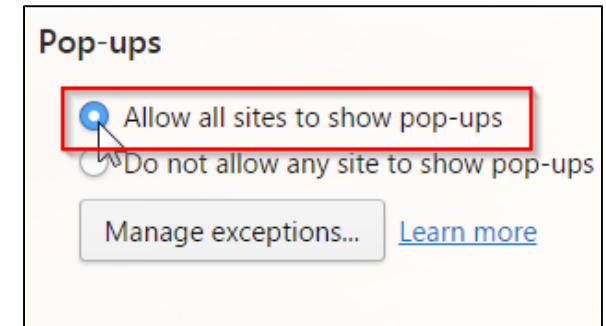 Pop-ups
Allow all sites to show pop-ups
Do not allow any site to show pop-ups
Manage exceptions... Learn more